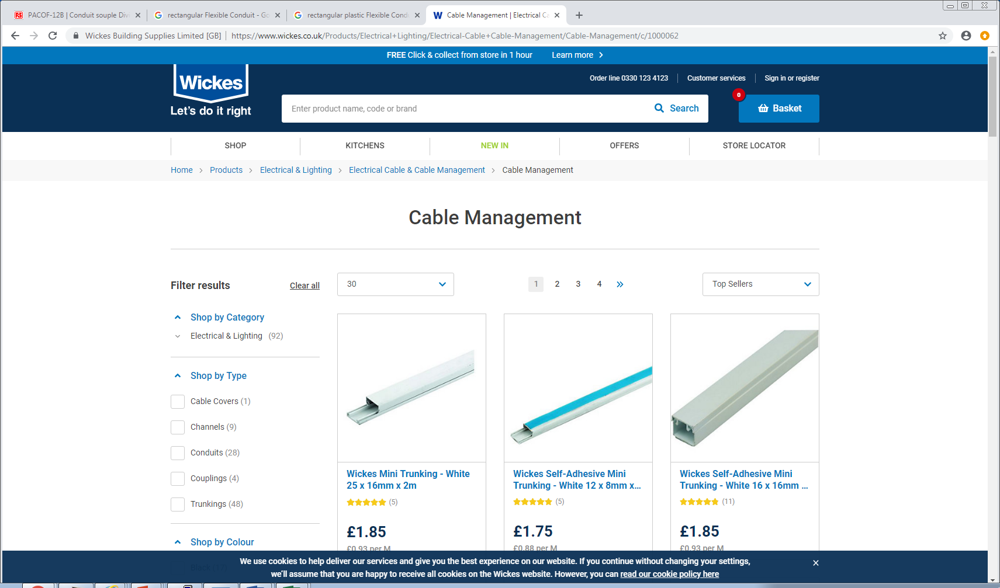 PACOF-12B | Conduit souple Div
rectangular Flexible Conduit - Go
rectangular plastic Flexible Cond
Cable Management | Electrical Ca
Wickes Building Supplies Limited [GB]
https://www.wickes.co.uk/Products/Electrical+Lighting/Electrical-Cable+Cable-Management/Cable-Management/c/1000062
FREE Click & collect from store in 1 hour
Learn more
Wickes
Let's do it right
Order line 0330 123 4123
Customer services
Sign in or register
Enter product name, code or brand
Search
0
Basket
SHOP
KITCHENS
NEW IN
OFFERS
STORE LOCATOR
Home > Products > Electrical & Lighting > Electrical Cable & Cable Management > Cable Management
Cable Management
Filter results
Clear all
30
1 2 3 4 »
Top Sellers
Shop by Category
Electrical & Lighting (92)
Shop by Type
Cable Covers (1)
Channels (9)
Conduits (28)
Couplings (4)
Trunkings (48)
Shop by Colour
Black (17)
Wickes Mini Trunking - White
25 x 16mm x 2m
(5)
£1.85
£0.93 per M
Wickes Self-Adhesive Mini
Trunking - White 12 x 8mm x...
(5)
£1.75
£0.88 per M
Wickes Self-Adhesive Mini
Trunking - White 16 x 16mm ...
(11)
£1.85
£0.93 per M
We use cookies to help deliver our services and give you the best experience on our website. If you continue without changing your settings,
we'll assume that you are happy to receive all cookies on the Wickes website. However, you can read our cookie policy here